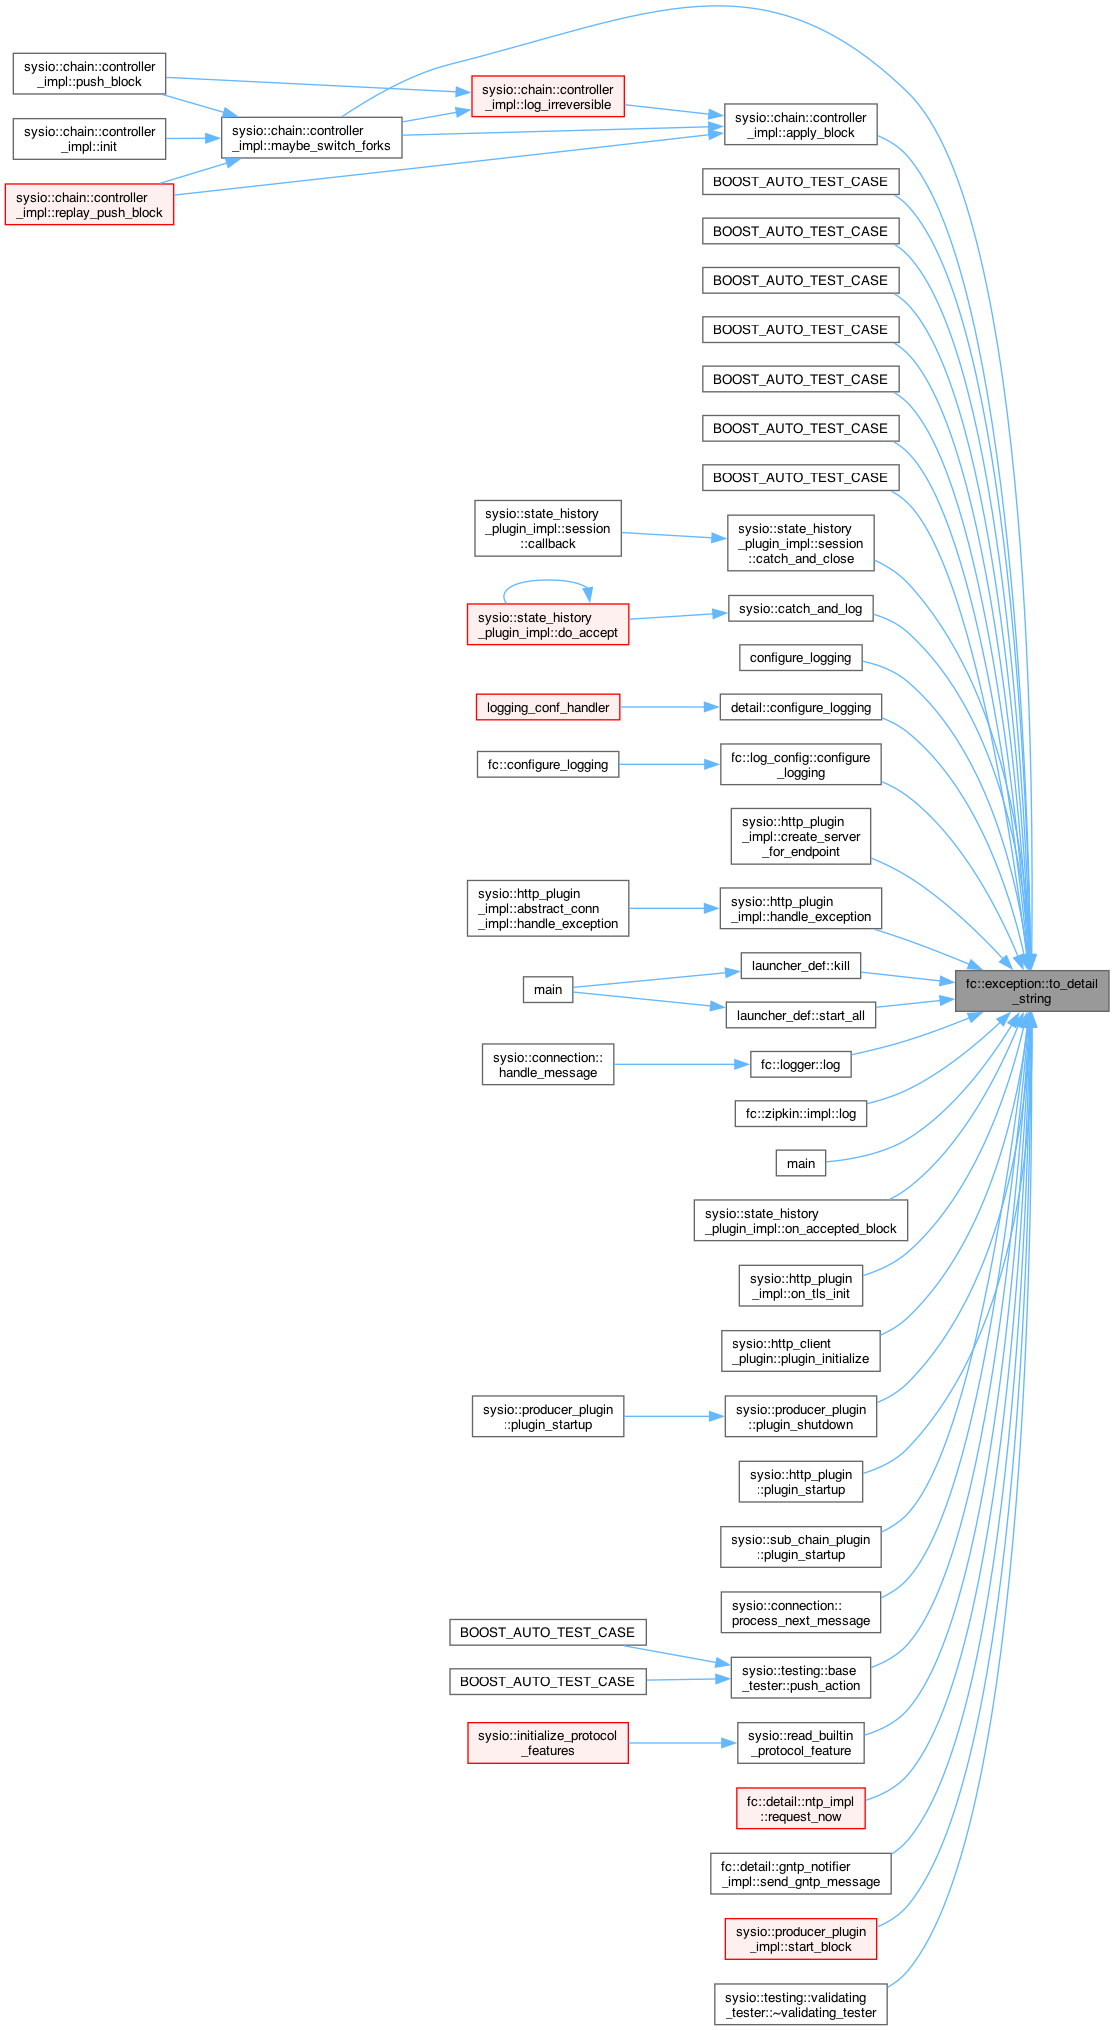 sysio::chain::controller
_impl::push_block
sysio::chain::controller
_impl::init
sysio::chain::controller
_impl::replay_push_block
sysio::chain::controller
_impl::maybe_switch_forks
sysio::chain::controller
_impl::log_irreversible
sysio::chain::controller
_impl::apply_block
BOOST_AUTO_TEST_CASE
BOOST_AUTO_TEST_CASE
BOOST_AUTO_TEST_CASE
BOOST_AUTO_TEST_CASE
BOOST_AUTO_TEST_CASE
BOOST_AUTO_TEST_CASE
BOOST_AUTO_TEST_CASE
sysio::state_history
_plugin_impl::session
::callback
sysio::state_history
_plugin_impl::session
::catch_and_close
sysio::state_history
_plugin_impl::do_accept
sysio::catch_and_log
configure_logging
logging_conf_handler
detail::configure_logging
fc::configure_logging
fc::log_config::configure
_logging
sysio::http_plugin
_impl::create_server
_for_endpoint
sysio::http_plugin
_impl::abstract_conn
_impl::handle_exception
sysio::http_plugin
_impl::handle_exception
main
launcher_def::kill
launcher_def::start_all
fc::exception::to_detail
_string
sysio::connection::
handle_message
fc::logger::log
fc::zipkin::impl::log
main
sysio::state_history
_plugin_impl::on_accepted_block
sysio::http_plugin
_impl::on_tls_init
sysio::http_client
_plugin::plugin_initialize
sysio::producer_plugin
::plugin_startup
sysio::producer_plugin
::plugin_shutdown
sysio::http_plugin
::plugin_startup
sysio::sub_chain_plugin
::plugin_startup
sysio::connection::
process_next_message
BOOST_AUTO_TEST_CASE
BOOST_AUTO_TEST_CASE
sysio::testing::base
_tester::push_action
sysio::initialize_protocol
_features
sysio::read_builtin
_protocol_feature
fc::detail::ntp_impl
::request_now
fc::detail::gntp_notifier
_impl::send_gntp_message
sysio::producer_plugin
_impl::start_block
sysio::testing::validating
_tester::~validating_tester